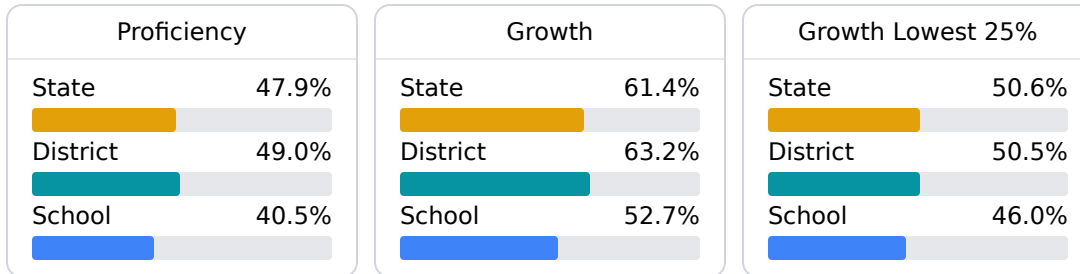 Proficiency
State 47.9%
District 49.0%
School 40.5%
Growth
State 61.4%
District 63.2%
School 52.7%
Growth Lowest 25%
State 50.6%
District 50.5%
School 46.0%